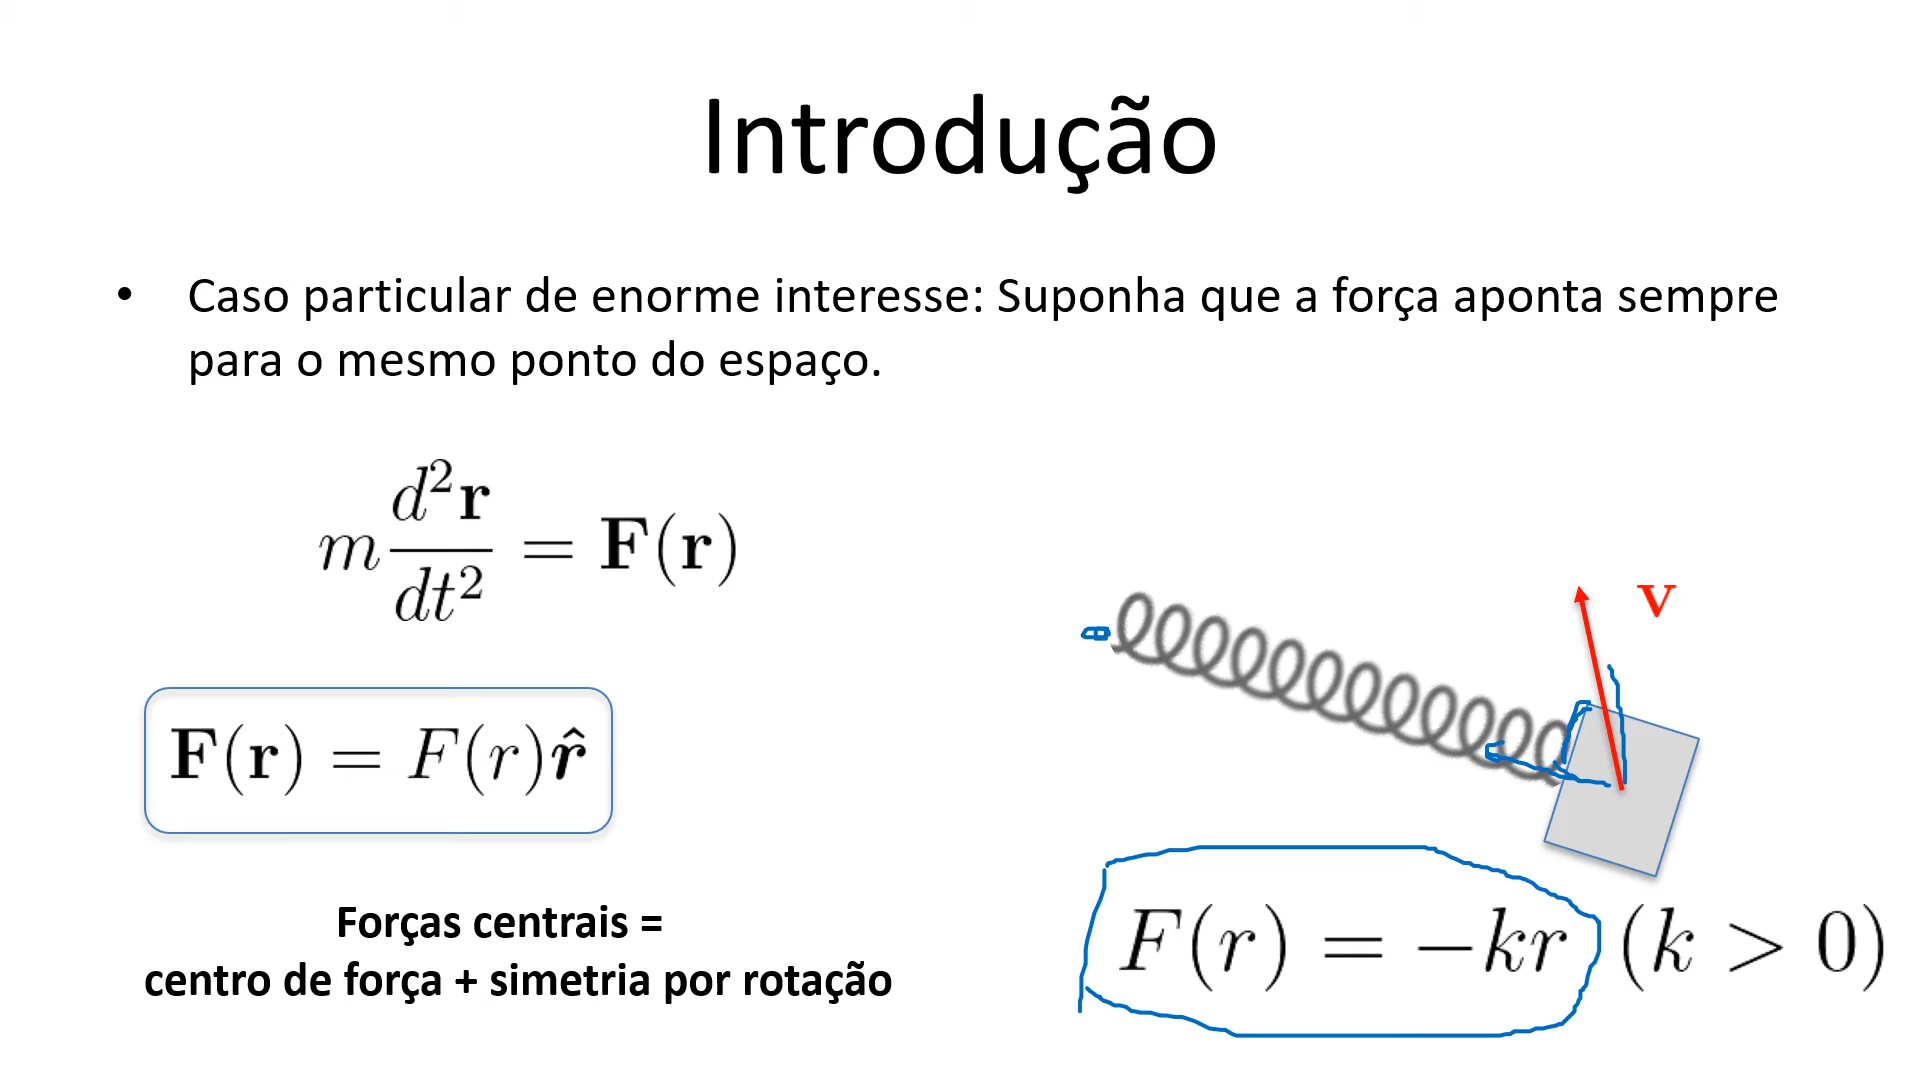 Introdução
• Caso particular de enorme interesse: Suponha que a força aponta sempre
para o mesmo ponto do espaço.
m d²r/dt² = F(r)
F(r) = F(r)r̂
Forças centrais =
centro de força + simetria por rotação
v
F(r) = −kr (k > 0)